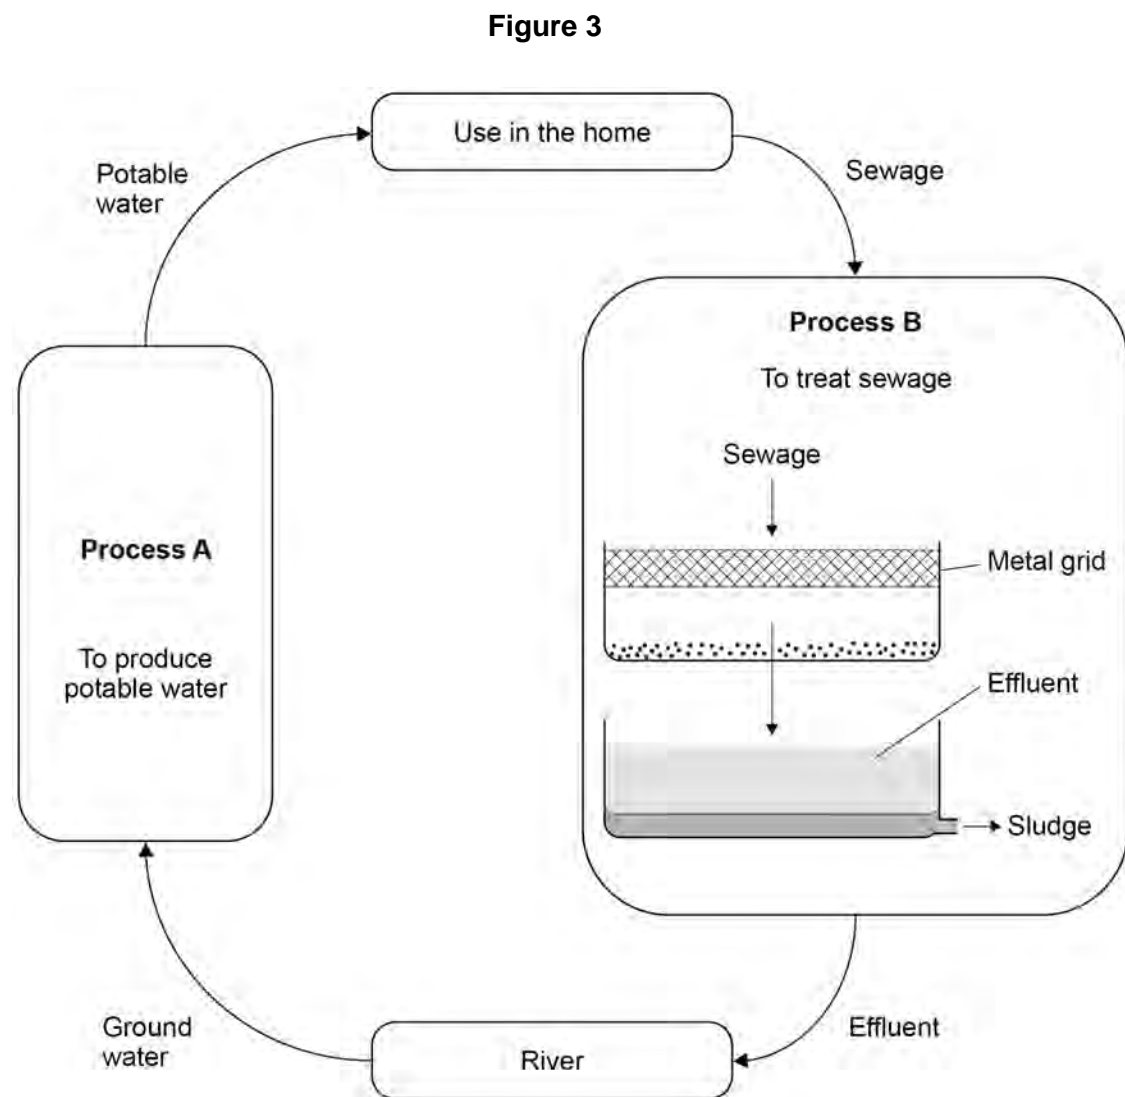 Figure 3
Use in the home
Potable
water
Sewage
Process B
To treat sewage
Sewage
Metal grid
Effluent
Sludge
Process A
To produce
potable water
Ground
water
River
Effluent